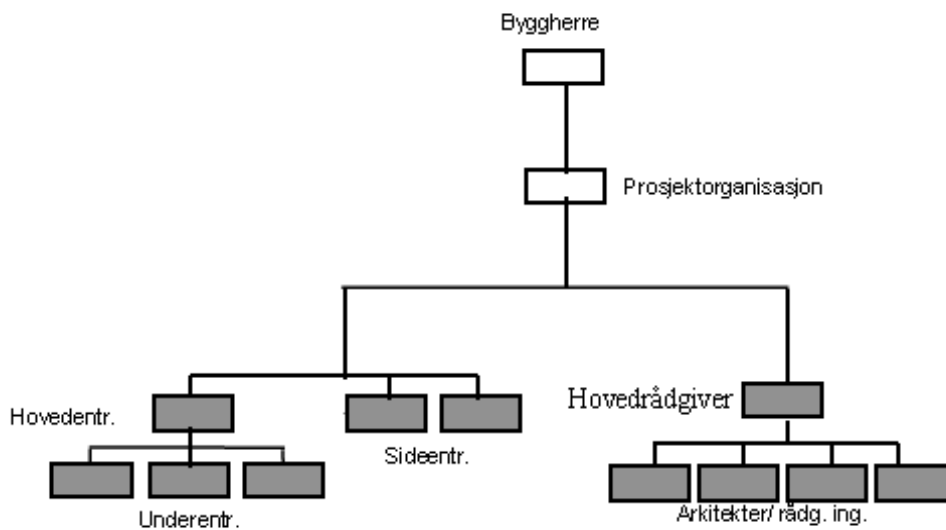 Byggherre
Prosjektorganisasjon
Hovedentr.
Sideentr.
Hovedrådgiver
Underentr.
Arkitekter/ rådg. ing.